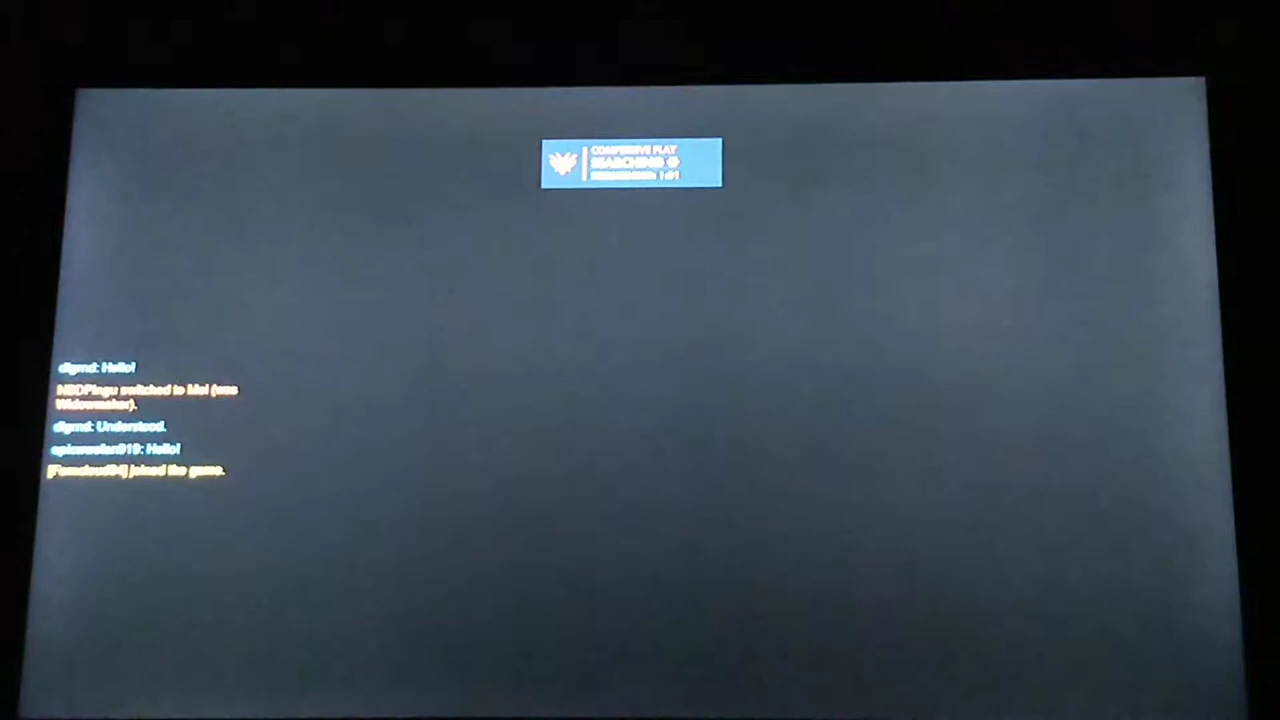 COMPETITIVE PLAY
SEARCHING
digmd: Hello!
switched to Mei (was
Widowmaker).
digmd: Understood.
Hello!
joined the game.